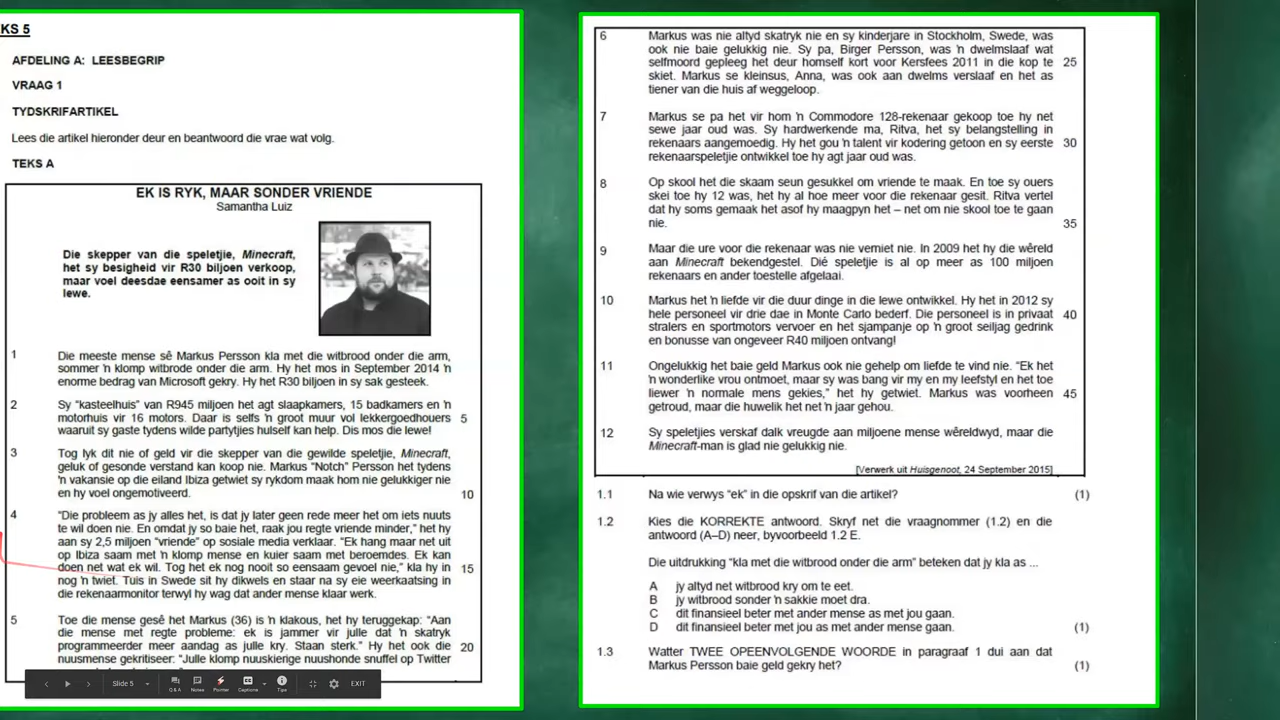 KS 5
AFDELING A: LEESBEGRIP
VRAAG 1
TYDSKRIFARTIKEL
Lees die artikel hieronder deur en beantwoord die vrae wat volg.
TEKS A
EK IS RYK, MAAR SONDER VRIENDE
Samantha Luiz
Die skepper van die speletjie, Minecraft,
het sy besigheid vir R30 biljoen verkoop,
maar voel deesdae eensamer as ooit in sy
lewe.
1 Die meeste mense sê Markus Persson kla met die witbrood onder die arm,
sommer 'n klomp witbrode onder die arm. Hy het mos in September 2014 'n
enorme bedrag van Microsoft gekry. Hy het R30 biljoen in sy sak gesteek.
2 Sy "kasteelhuis" van R945 miljoen het agt slaapkamers, 15 badkamers en 'n
motorhuis vir 16 motors. Daar is selfs 'n groot muur vol lekkergoedhouers 5
waaruit sy gaste tydens wilde partytjies hulself kan help. Dis mos die lewe!
3 Tog lyk dit nie of geld vir die skepper van die gewilde speletjie, Minecraft,
geluk of gesonde verstand kan koop nie. Markus "Notch" Persson het tydens
'n vakansie op die eiland Ibiza getwiet sy rykdom maak hom nie gelukkiger nie
en hy voel ongemotiveerd. 10
4 "Die probleem as jy alles het, is dat jy later geen rede meer het om iets nuuts
te wil doen nie. En omdat jy so baie het, raak jou regte vriende minder," het hy
aan sy 2,5 miljoen "vriende" op sosiale media verklaar. "Ek hang maar net uit
op Ibiza saam met 'n klomp mense en kuier saam met beroemdes. Ek kan
doen net wat ek wil. Tog het ek nog nooit so eensaam gevoel nie," kla hy in 15
nog 'n twiet. Tuis in Swede sit hy dikwels en staar na sy eie weerkaatsing in
die rekenaarmonitor terwyl hy wag dat ander mense klaar werk.
5 Toe die mense gesê het Markus (36) is 'n klakous, het hy teruggekap: "Aan
die mense met regte probleme: ek is jammer vir julle dat 'n skatryk
programmeerder meer aandag as julle kry. Staan sterk." Hy het ook die 20
nuusmense gekritiseer: "Julle klomp nuuskierige nuushonde snuffel op Twitter
Slide 5
Q & A
Notes
Pointer
Captions
Tips
EXIT
6 Markus was nie altyd skatryk nie en sy kinderjare in Stockholm, Swede, was
ook nie baie gelukkig nie. Sy pa, Birger Persson, was 'n dwelmslaaf wat
selfmoord gepleeg het deur homself kort voor Kersfees 2011 in die kop te 25
skiet. Markus se kleinsus, Anna, was ook aan dwelms verslaaf en het as
tiener van die huis af weggeloop.
7 Markus se pa het vir hom 'n Commodore 128-rekenaar gekoop toe hy net
sewe jaar oud was. Sy hardwerkende ma, Ritva, het sy belangstelling in
rekenaars aangemoedig. Hy het gou 'n talent vir kodering getoon en sy eerste 30
rekenaarspeletjie ontwikkel toe hy agt jaar oud was.
8 Op skool het die skaam seun gesukkel om vriende te maak. En toe sy ouers
skei toe hy 12 was, het hy al hoe meer voor die rekenaar gesit. Ritva vertel
dat hy soms gemaak het asof hy maagpyn het – net om nie skool toe te gaan
nie. 35
9 Maar die ure voor die rekenaar was nie verniet nie. In 2009 het hy die wêreld
aan Minecraft bekendgestel. Dié speletjie is al op meer as 100 miljoen
rekenaars en ander toestelle afgelaai.
10 Markus het 'n liefde vir die duur dinge in die lewe ontwikkel. Hy het in 2012 sy
hele personeel vir drie dae in Monte Carlo bederf. Die personeel is in privaat 40
stralers en sportmotors vervoer en het sjampanje op 'n groot seiljag gedrink
en bonusse van ongeveer R40 miljoen ontvang!
11 Ongelukkig het baie geld Markus ook nie gehelp om liefde te vind nie. "Ek het
'n wonderlike vrou ontmoet, maar sy was bang vir my en my leefstyl en het toe
liewer 'n normale mens gekies," het hy getwiet. Markus was voorheen 45
getroud, maar die huwelik het net 'n jaar gehou.
12 Sy speletjies verskaf dalk vreugde aan miljoene mense wêreldwyd, maar die
Minecraft-man is glad nie gelukkig nie.
[Verwerk uit Huisgenoot, 24 September 2015]
1.1 Na wie verwys "ek" in die opskrif van die artikel? (1)
1.2 Kies die KORREKTE antwoord. Skryf net die vraagnommer (1.2) en die
antwoord (A–D) neer, byvoorbeeld 1.2 E.
Die uitdrukking "kla met die witbrood onder die arm" beteken dat jy kla as ...
A jy altyd net witbrood kry om te eet.
B jy witbrood sonder 'n sakkie moet dra.
C dit finansieel beter met ander mense as met jou gaan.
D dit finansieel beter met jou as met ander mense gaan. (1)
1.3 Watter TWEE OPEENVOLGENDE WOORDE in paragraaf 1 dui aan dat
Markus Persson baie geld gekry het? (1)